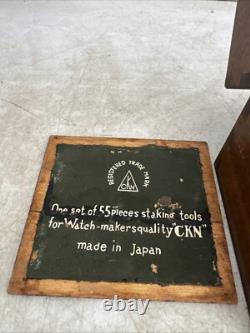 REGISTERED TRADE MARK
CKN
One set of 55pieces staking tools
for Watch-makersquality "CKN"
made in Japan